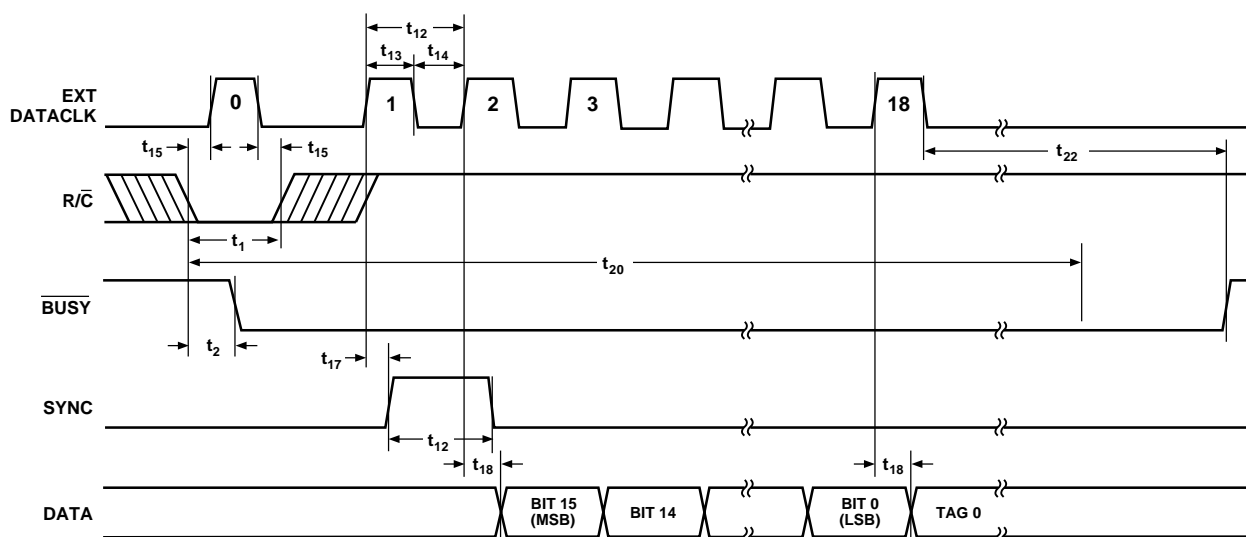 t12
t13 t14
EXT
DATACLK
0 1 2 3 18
t15 t15 t22
R/C̅
t1
t20
B̅U̅S̅Y̅
t2
t17
SYNC
t12
t18 t18
DATA
BIT 15
(MSB)
BIT 14
BIT 0
(LSB)
TAG 0